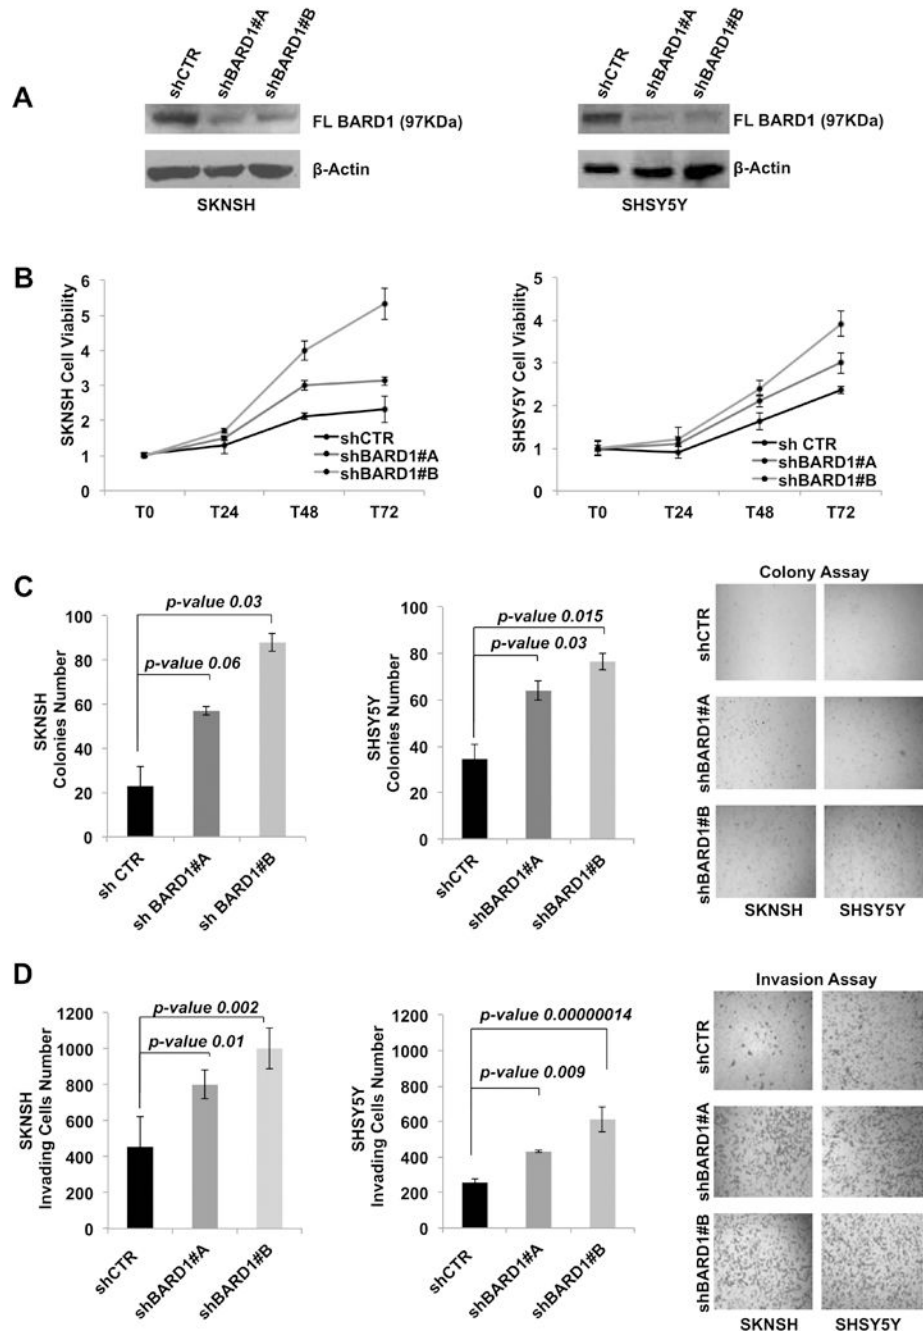 A
shCTR
shBARD1#A
shBARD1#B
FL BARD1 (97KDa)
β-Actin
SKNSH
shCTR
shBARD1#A
shBARD1#B
FL BARD1 (97KDa)
β-Actin
SHSY5Y
B
SKNSH Cell Viability
6
5
4
3
2
1
0
T0 T24 T48 T72
shCTR
shBARD1#A
shBARD1#B
SHSY5Y Cell Viability
5
4
3
2
1
0
T0 T24 T48 T72
sh CTR
shBARD1#A
shBARD1#B
C
SKNSH
Colonies Number
100
80
60
40
20
0
p-value 0.03
p-value 0.06
sh CTR
sh BARD1#A
sh BARD1#B
SHSY5Y
Colonies Number
100
80
60
40
20
0
p-value 0.015
p-value 0.03
shCTR
shBARD1#A
shBARD1#B
Colony Assay
shCTR
shBARD1#A
shBARD1#B
SKNSH SHSY5Y
D
SKNSH
Invading Cells Number
1200
1000
800
600
400
200
0
p-value 0.002
p-value 0.01
shCTR
shBARD1#A
shBARD1#B
SHSY5Y
Invading Cells Number
1200
1000
800
600
400
200
0
p-value 0.00000014
p-value 0.009
shCTR
shBARD1#A
shBARD1#B
Invasion Assay
shCTR
shBARD1#A
shBARD1#B
SKNSH SHSY5Y